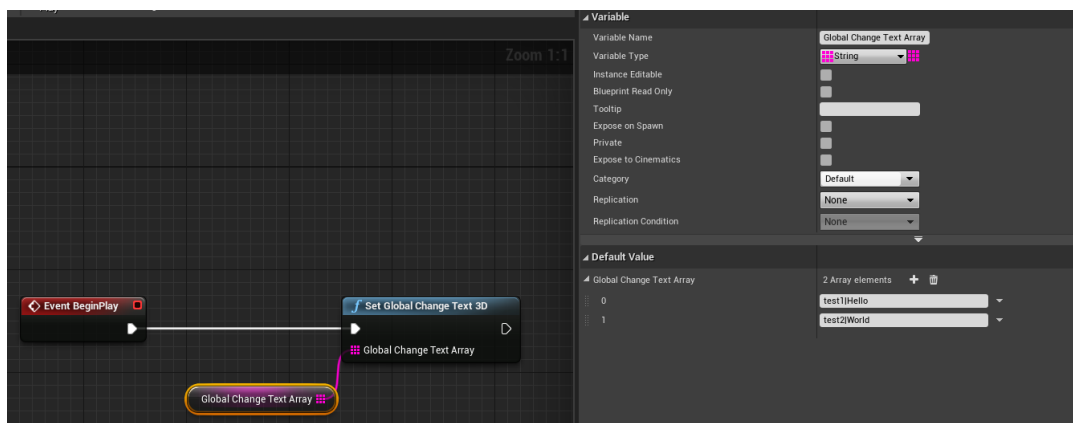 Zoom 1:1
Event BeginPlay
Set Global Change Text 3D
Global Change Text Array
Global Change Text Array
Variable
Variable Name Global Change Text Array
Variable Type String
Instance Editable
Blueprint Read Only
Tooltip
Expose on Spawn
Private
Expose to Cinematics
Category Default
Replication None
Replication Condition None
Default Value
Global Change Text Array 2 Array elements
0 test1|Hello
1 test2|World